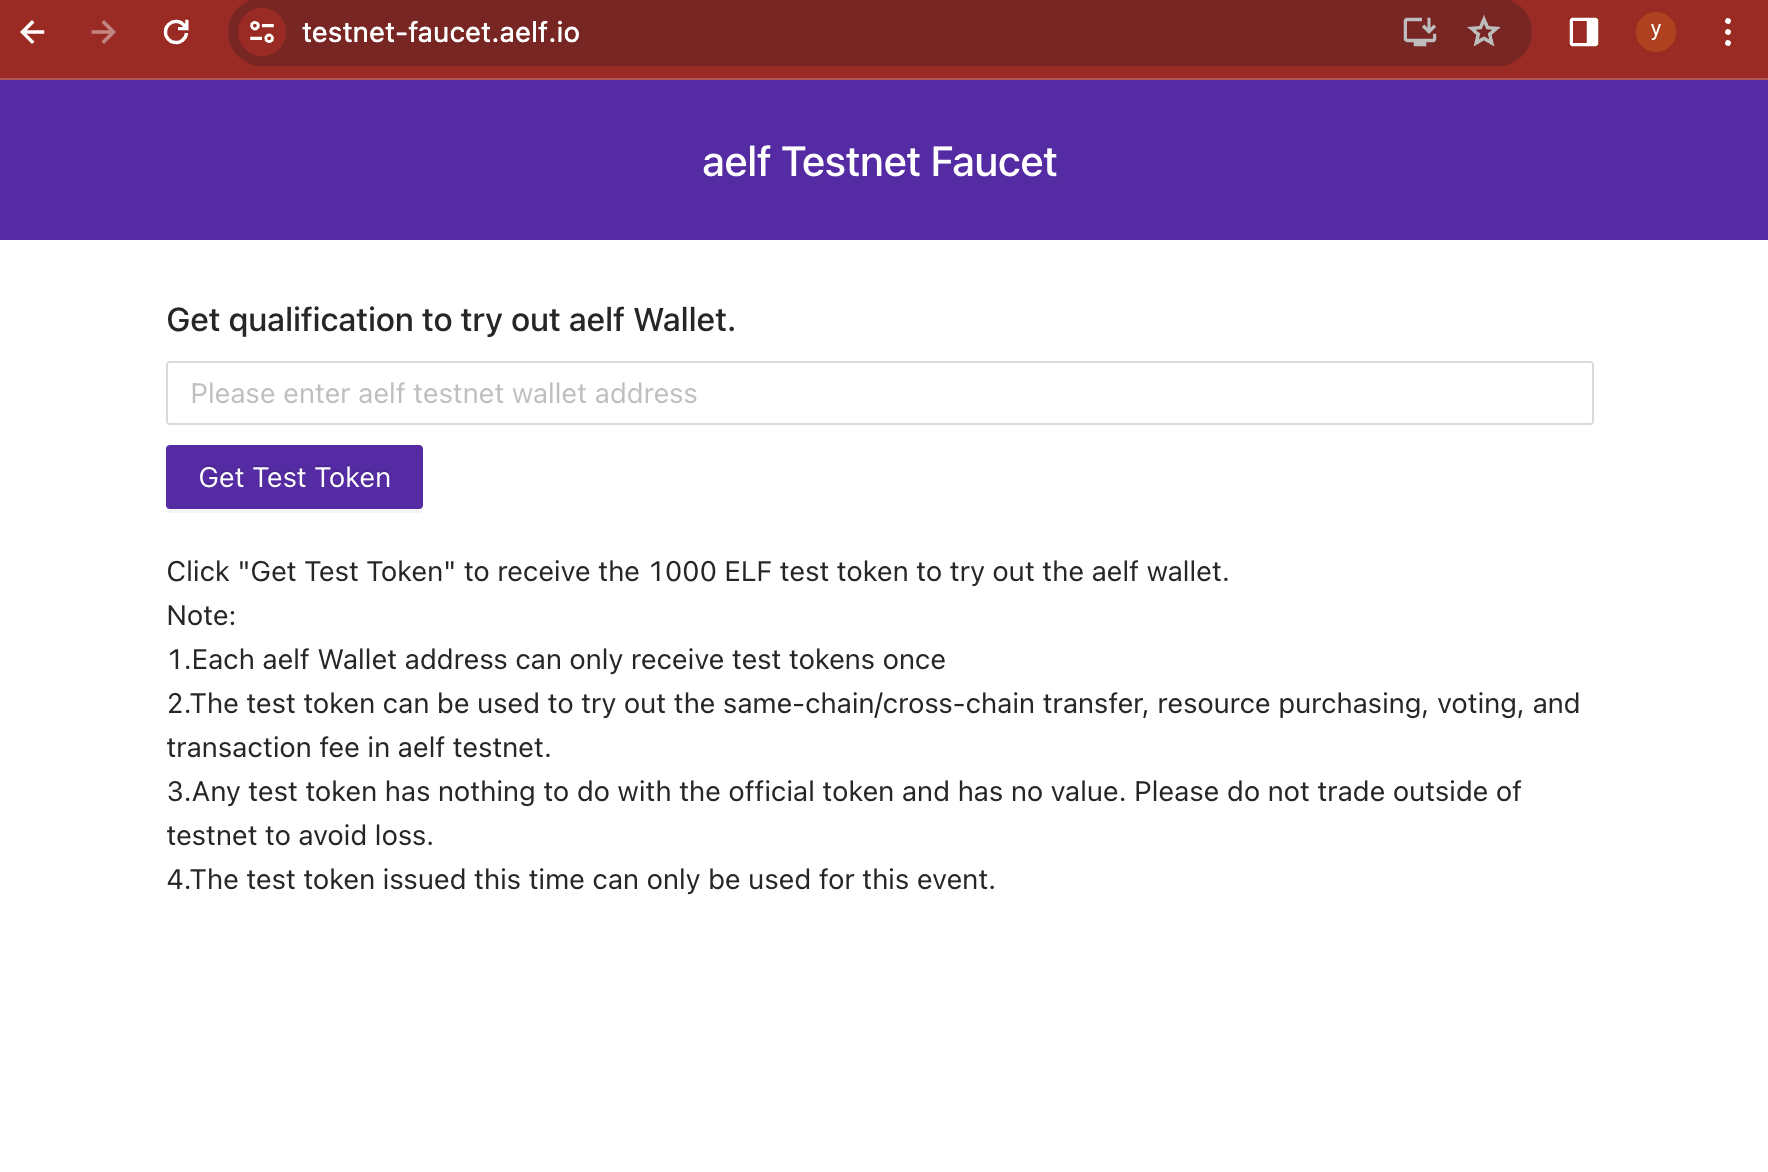 testnet-faucet.aelf.io
y
aelf Testnet Faucet
Get qualification to try out aelf Wallet.
Please enter aelf testnet wallet address
Get Test Token
Click "Get Test Token" to receive the 1000 ELF test token to try out the aelf wallet.
Note:
1.Each aelf Wallet address can only receive test tokens once
2.The test token can be used to try out the same-chain/cross-chain transfer, resource purchasing, voting, and
transaction fee in aelf testnet.
3.Any test token has nothing to do with the official token and has no value. Please do not trade outside of
testnet to avoid loss.
4.The test token issued this time can only be used for this event.